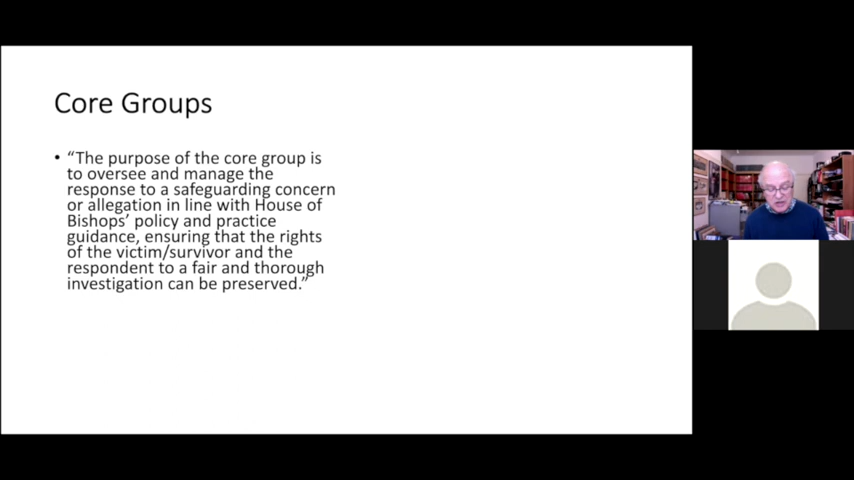 Core Groups
• “The purpose of the core group is
to oversee and manage the
response to a safeguarding concern
or allegation in line with House of
Bishops’ policy and practice
guidance, ensuring that the rights
of the victim/survivor and the
respondent to a fair and thorough
investigation can be preserved.”